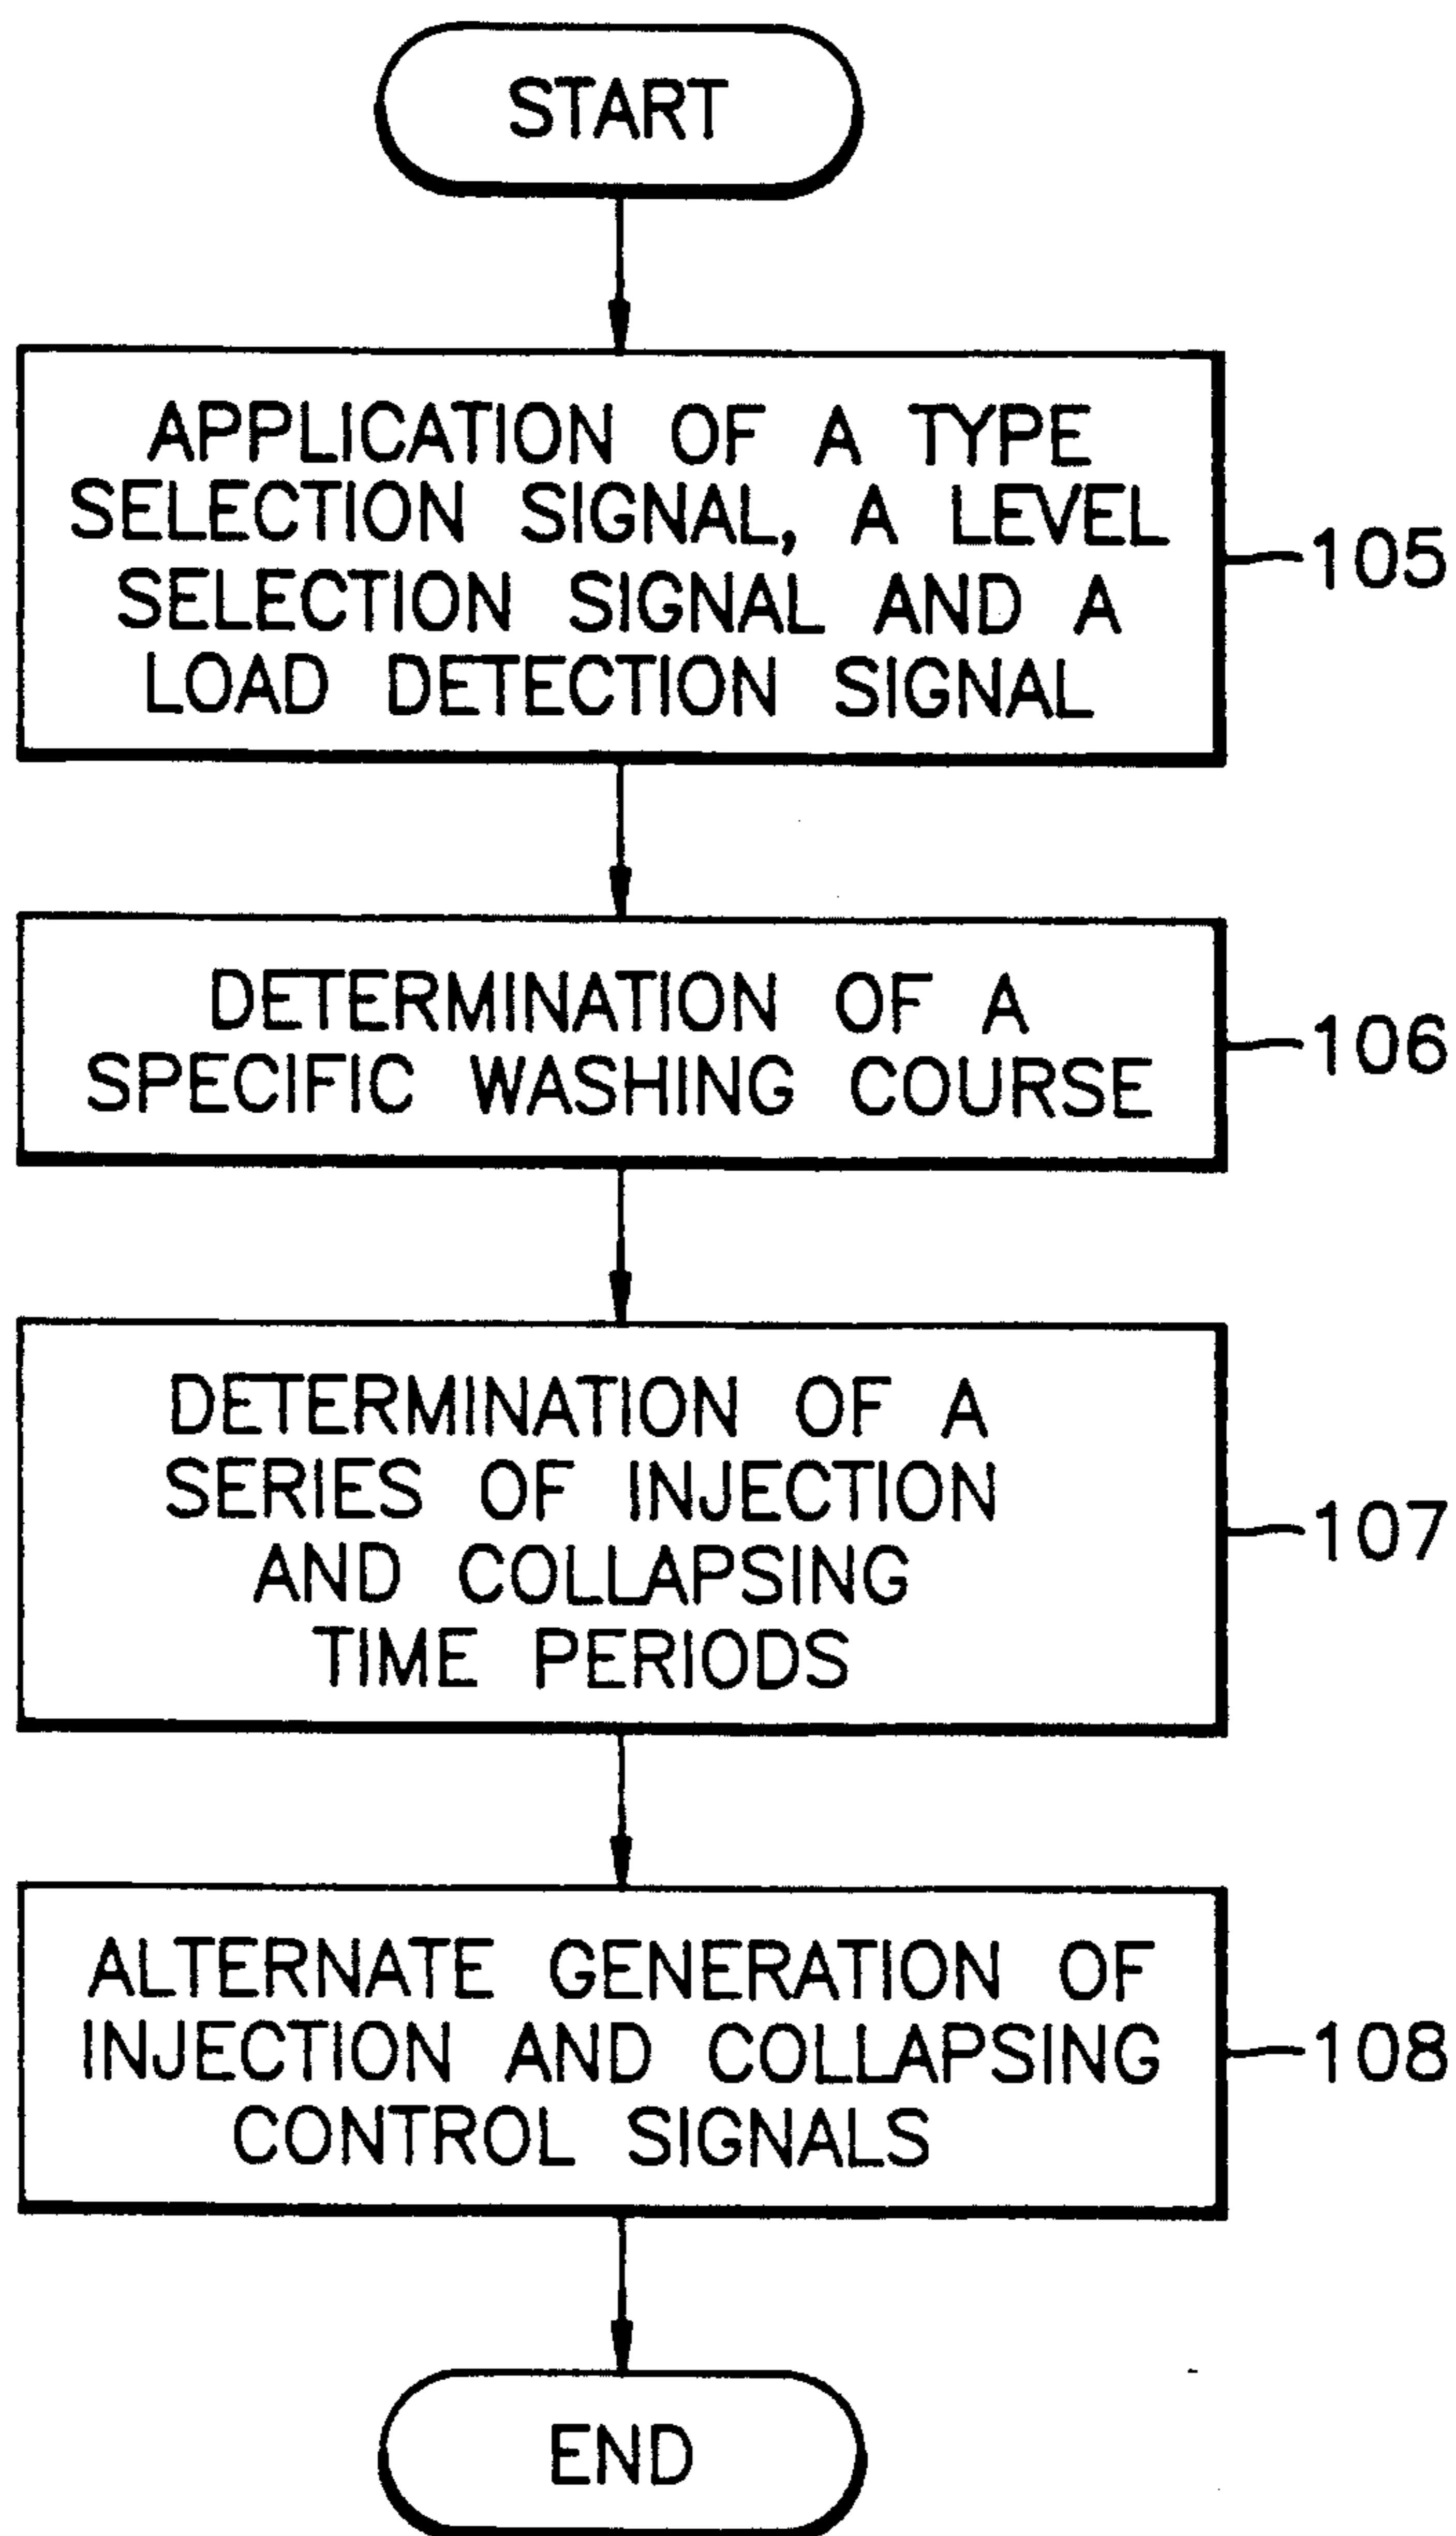 START
APPLICATION OF A TYPE
SELECTION SIGNAL, A LEVEL
SELECTION SIGNAL AND A
LOAD DETECTION SIGNAL
105
DETERMINATION OF A
SPECIFIC WASHING COURSE
106
DETERMINATION OF A
SERIES OF INJECTION
AND COLLAPSING
TIME PERIODS
107
ALTERNATE GENERATION OF
INJECTION AND COLLAPSING
CONTROL SIGNALS
108
END